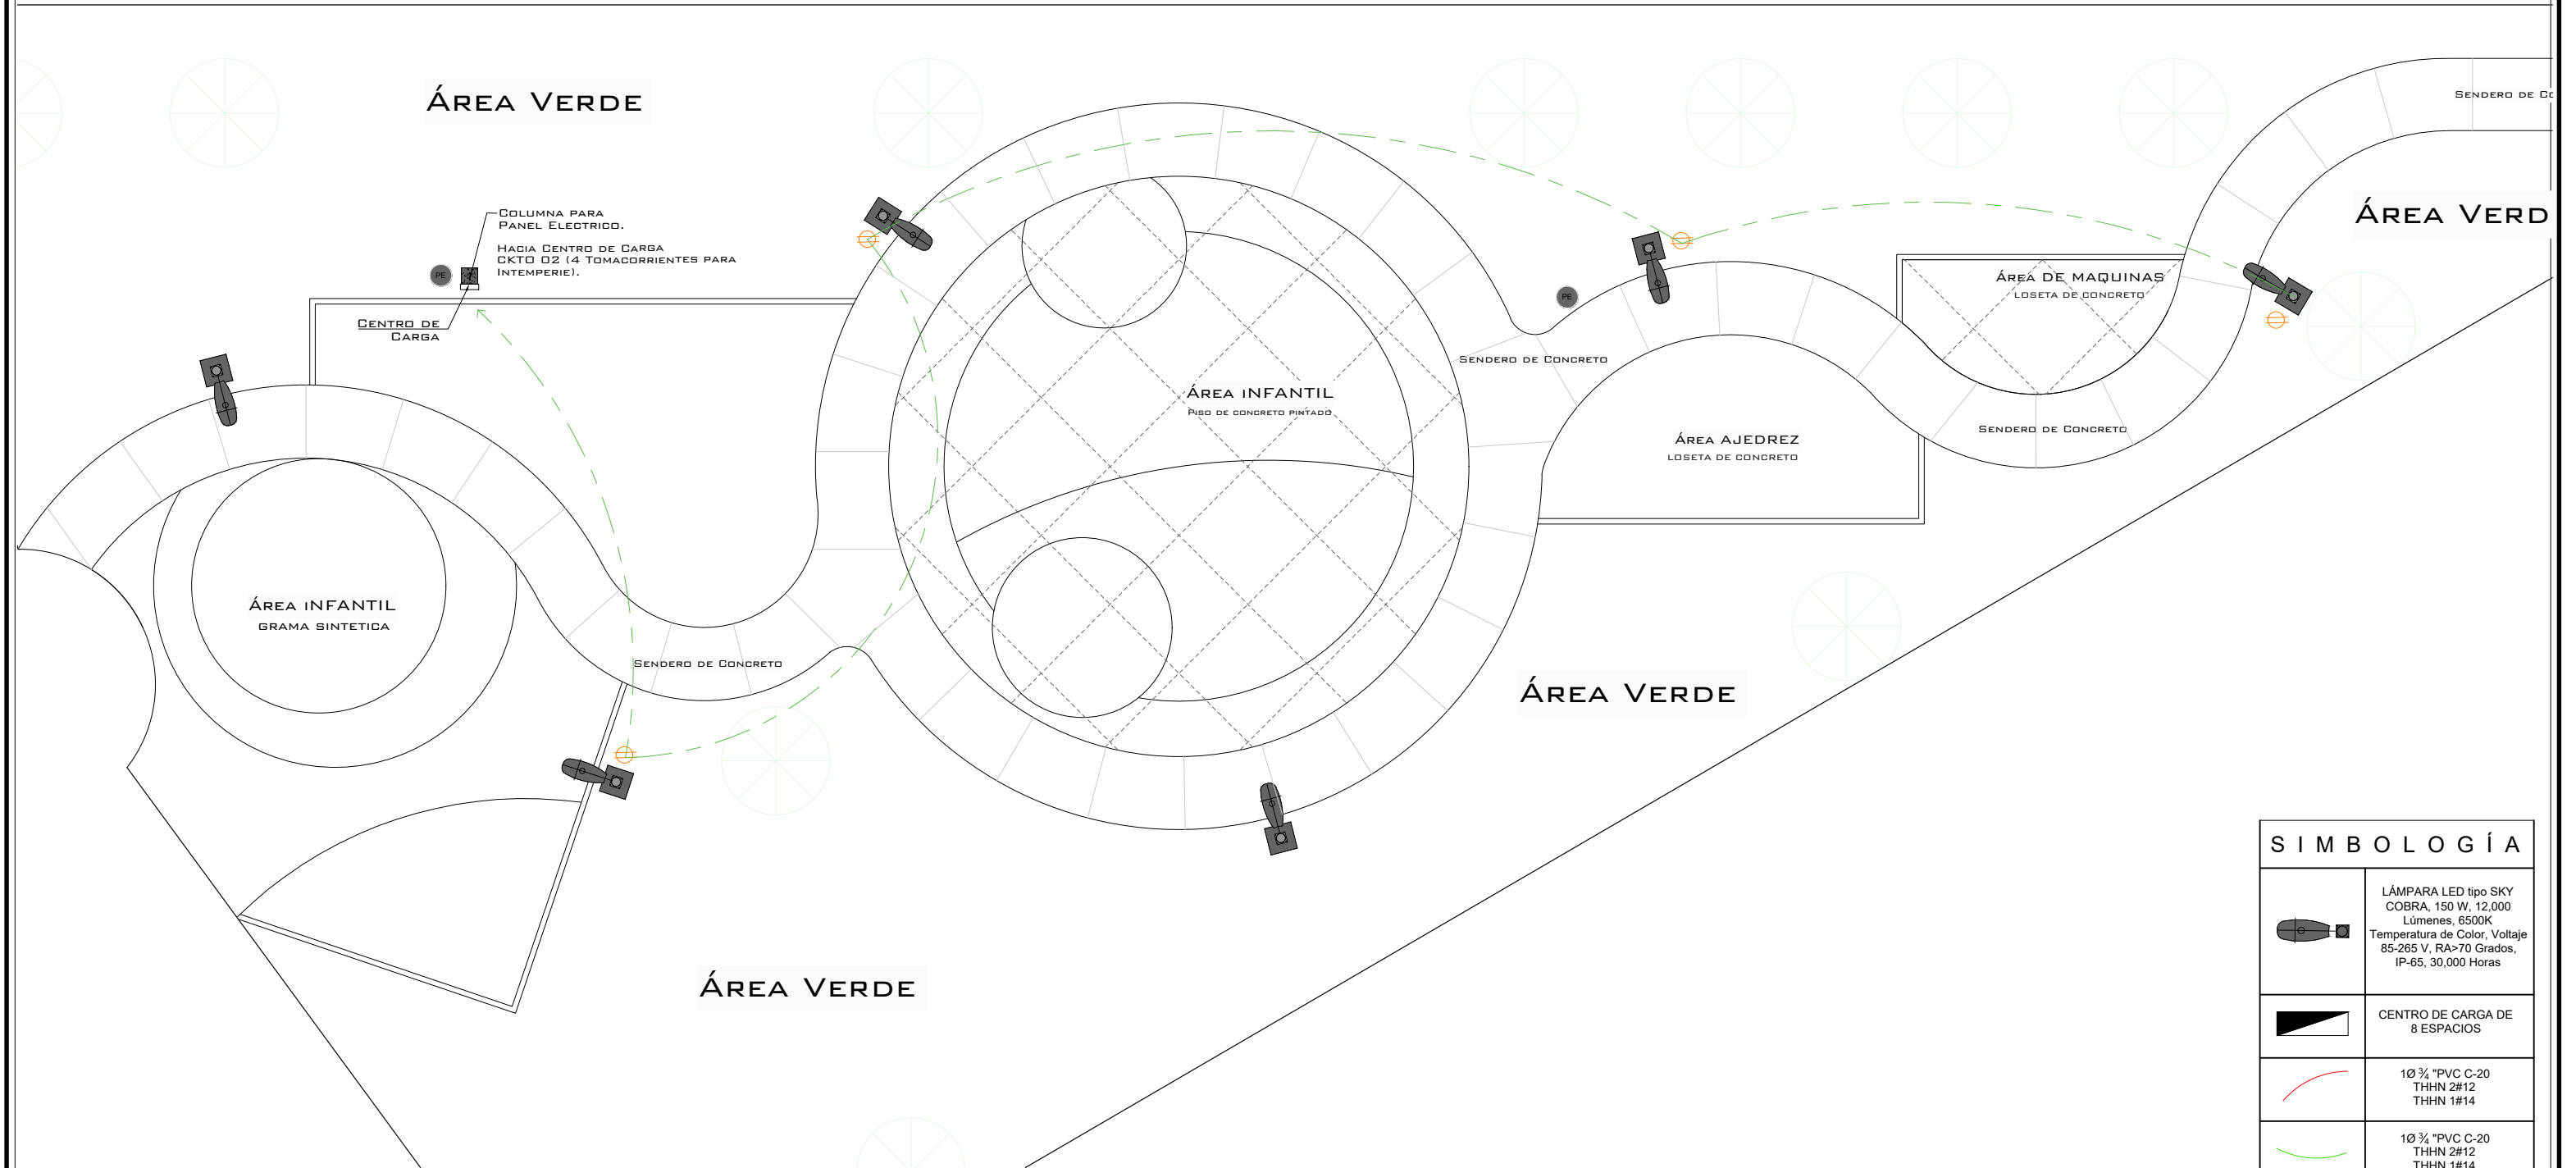 ÁREA VERDE
SENDERO DE CO
COLUMNA PARA
PANEL ELECTRICO.
HACIA CENTRO DE CARGA
CKTO 02 (4 TOMACORRIENTES PARA
INTEMPERIE).
PE
CENTRO DE
CARGA
ÁREA VERD
PE
ÁREA DE MAQUINAS
LOSETA DE CONCRETO
SENDERO DE CONCRETO
ÁREA iNFANTIL
PISO DE CONCRETO PINTADO
ÁREA AJEDREZ
LOSETA DE CONCRETO
SENDERO DE CONCRETO
ÁREA iNFANTIL
GRAMA SINTETICA
SENDERO DE CONCRETO
ÁREA VERDE
ÁREA VERDE
SIMBOLOGÍA
LÁMPARA LED tipo SKY
COBRA, 150 W, 12,000
Lúmenes, 6500K
Temperatura de Color, Voltaje
85-265 V, RA>70 Grados,
IP-65, 30,000 Horas
CENTRO DE CARGA DE
8 ESPACIOS
1Ø ¾ "PVC C-20
THHN 2#12
THHN 1#14
1Ø ¾ "PVC C-20
THHN 2#12
THHN 1#14